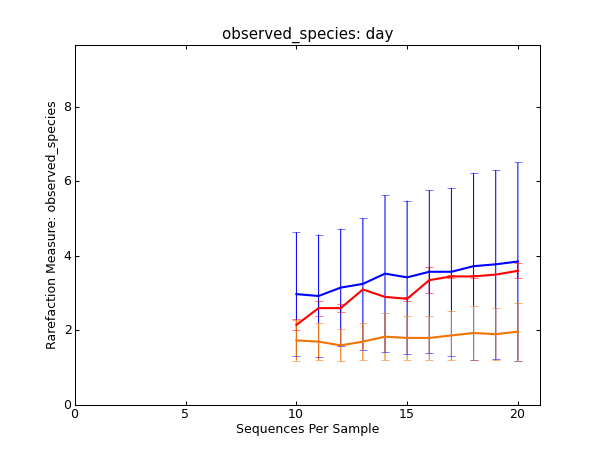 observed_species: day
Rarefaction Measure: observed_species
8
6
4
2
0
0 5 10 15 20
Sequences Per Sample